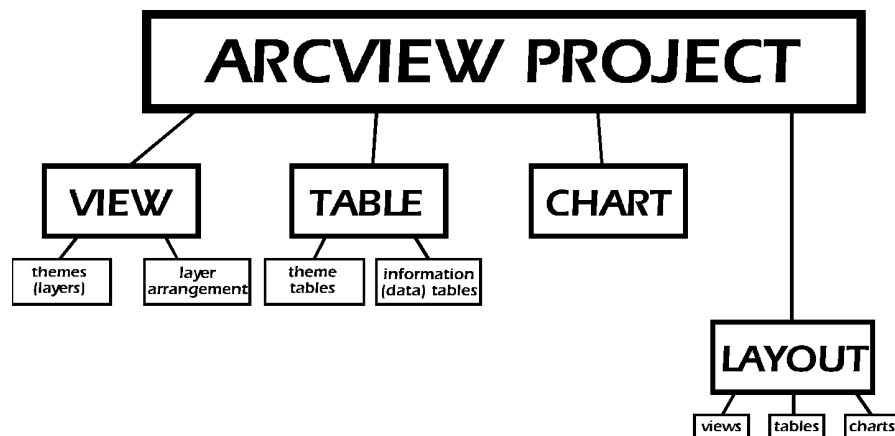 ARCVIEW PROJECT
VIEW
TABLE
CHART
themes
(layers)
layer
arrangement
theme
tables
information
(data) tables
LAYOUT
views
tables
charts